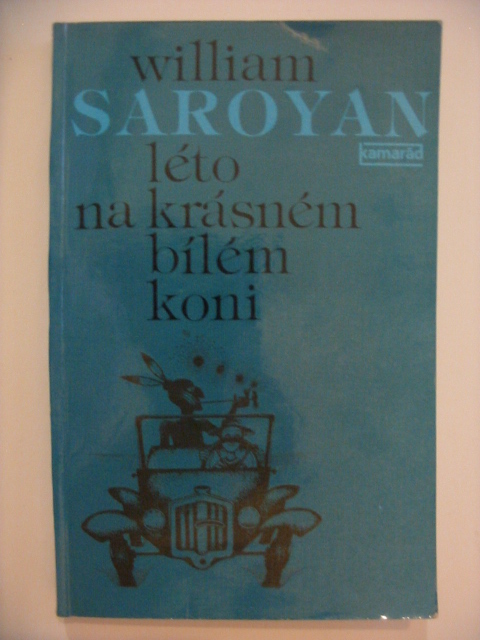 william
SAROYAN
kamarád
léto
na krásném
bílém
koni